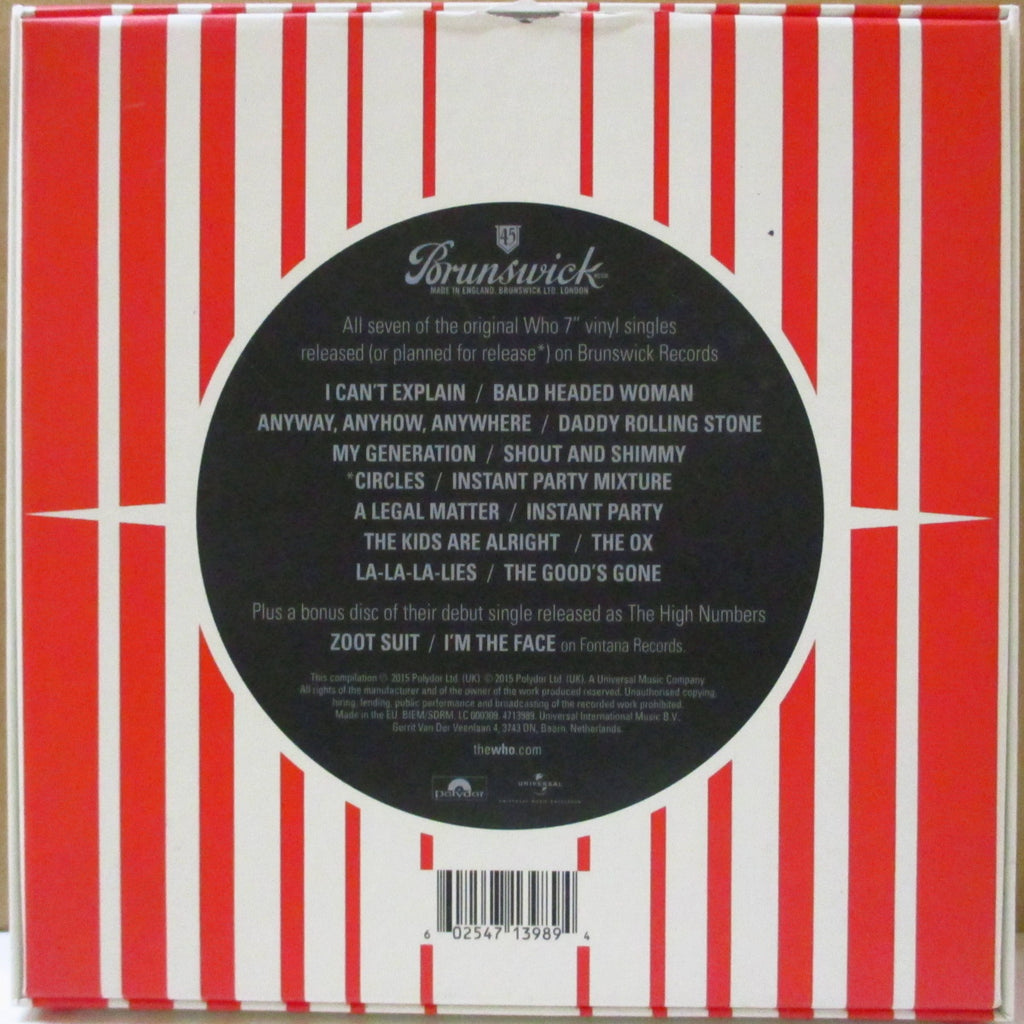 45
Brunswick
MADE IN ENGLAND. BRUNSWICK LTD. LONDON
All seven of the original Who 7" vinyl singles
released (or planned for release*) on Brunswick Records
I CAN'T EXPLAIN / BALD HEADED WOMAN
ANYWAY, ANYHOW, ANYWHERE / DADDY ROLLING STONE
MY GENERATION / SHOUT AND SHIMMY
*CIRCLES / INSTANT PARTY MIXTURE
A LEGAL MATTER / INSTANT PARTY
THE KIDS ARE ALRIGHT / THE OX
LA-LA-LA-LIES / THE GOOD'S GONE
Plus a bonus disc of their debut single released as The High Numbers
ZOOT SUIT / I'M THE FACE on Fontana Records.
This compilation ℗ 2015 Polydor Ltd. (UK). © 2015 Polydor Ltd. (UK). A Universal Music Company.
All rights of the manufacturer and of the owner of the work produced reserved. Unauthorised copying,
hiring, lending, public performance and broadcasting of the recorded work prohibited.
Made in the EU. BIEM/SDRM. LC 000309. 4713989. Universal International Music B.V.,
Gerrit Van Der Veenlaan 4, 3743 DN, Baarn, Netherlands.
thewho.com
polydor UNIVERSAL
6 02547 13989 4